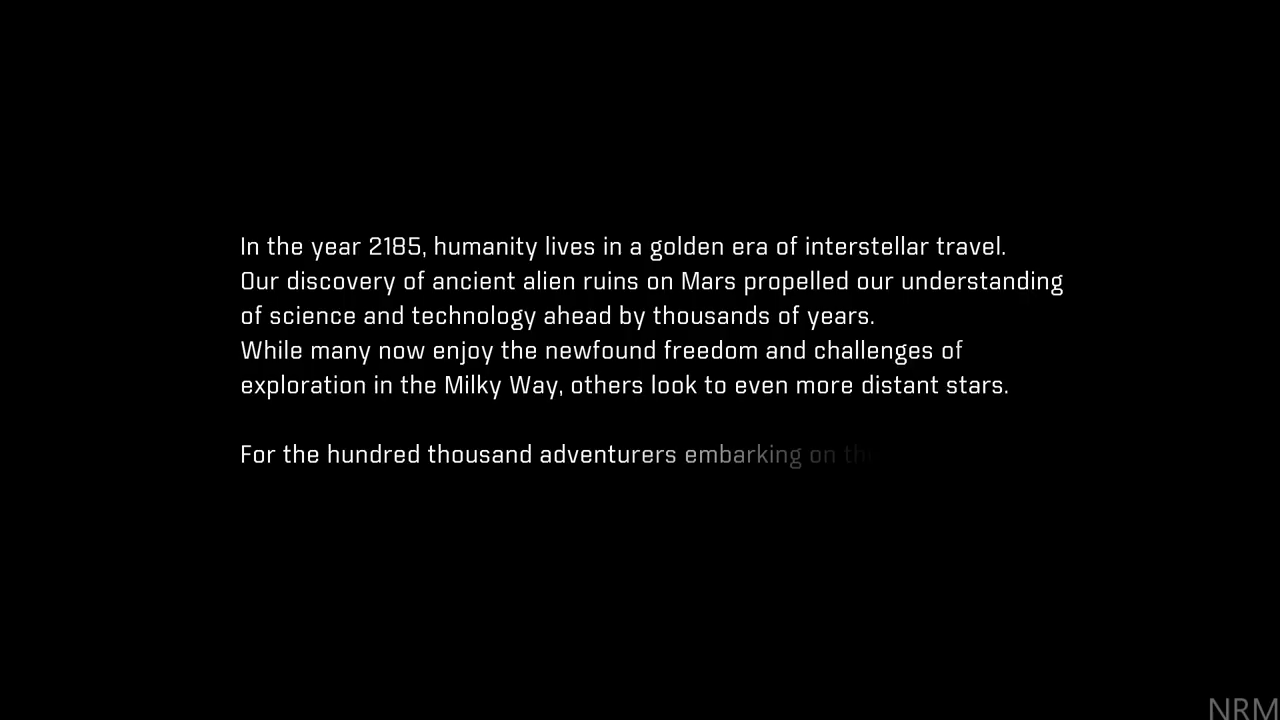 In the year 2185, humanity lives in a golden era of interstellar travel.
Our discovery of ancient alien ruins on Mars propelled our understanding
of science and technology ahead by thousands of years.
While many now enjoy the newfound freedom and challenges of
exploration in the Milky Way, others look to even more distant stars.
For the hundred thousand adventurers embarking on
NRM